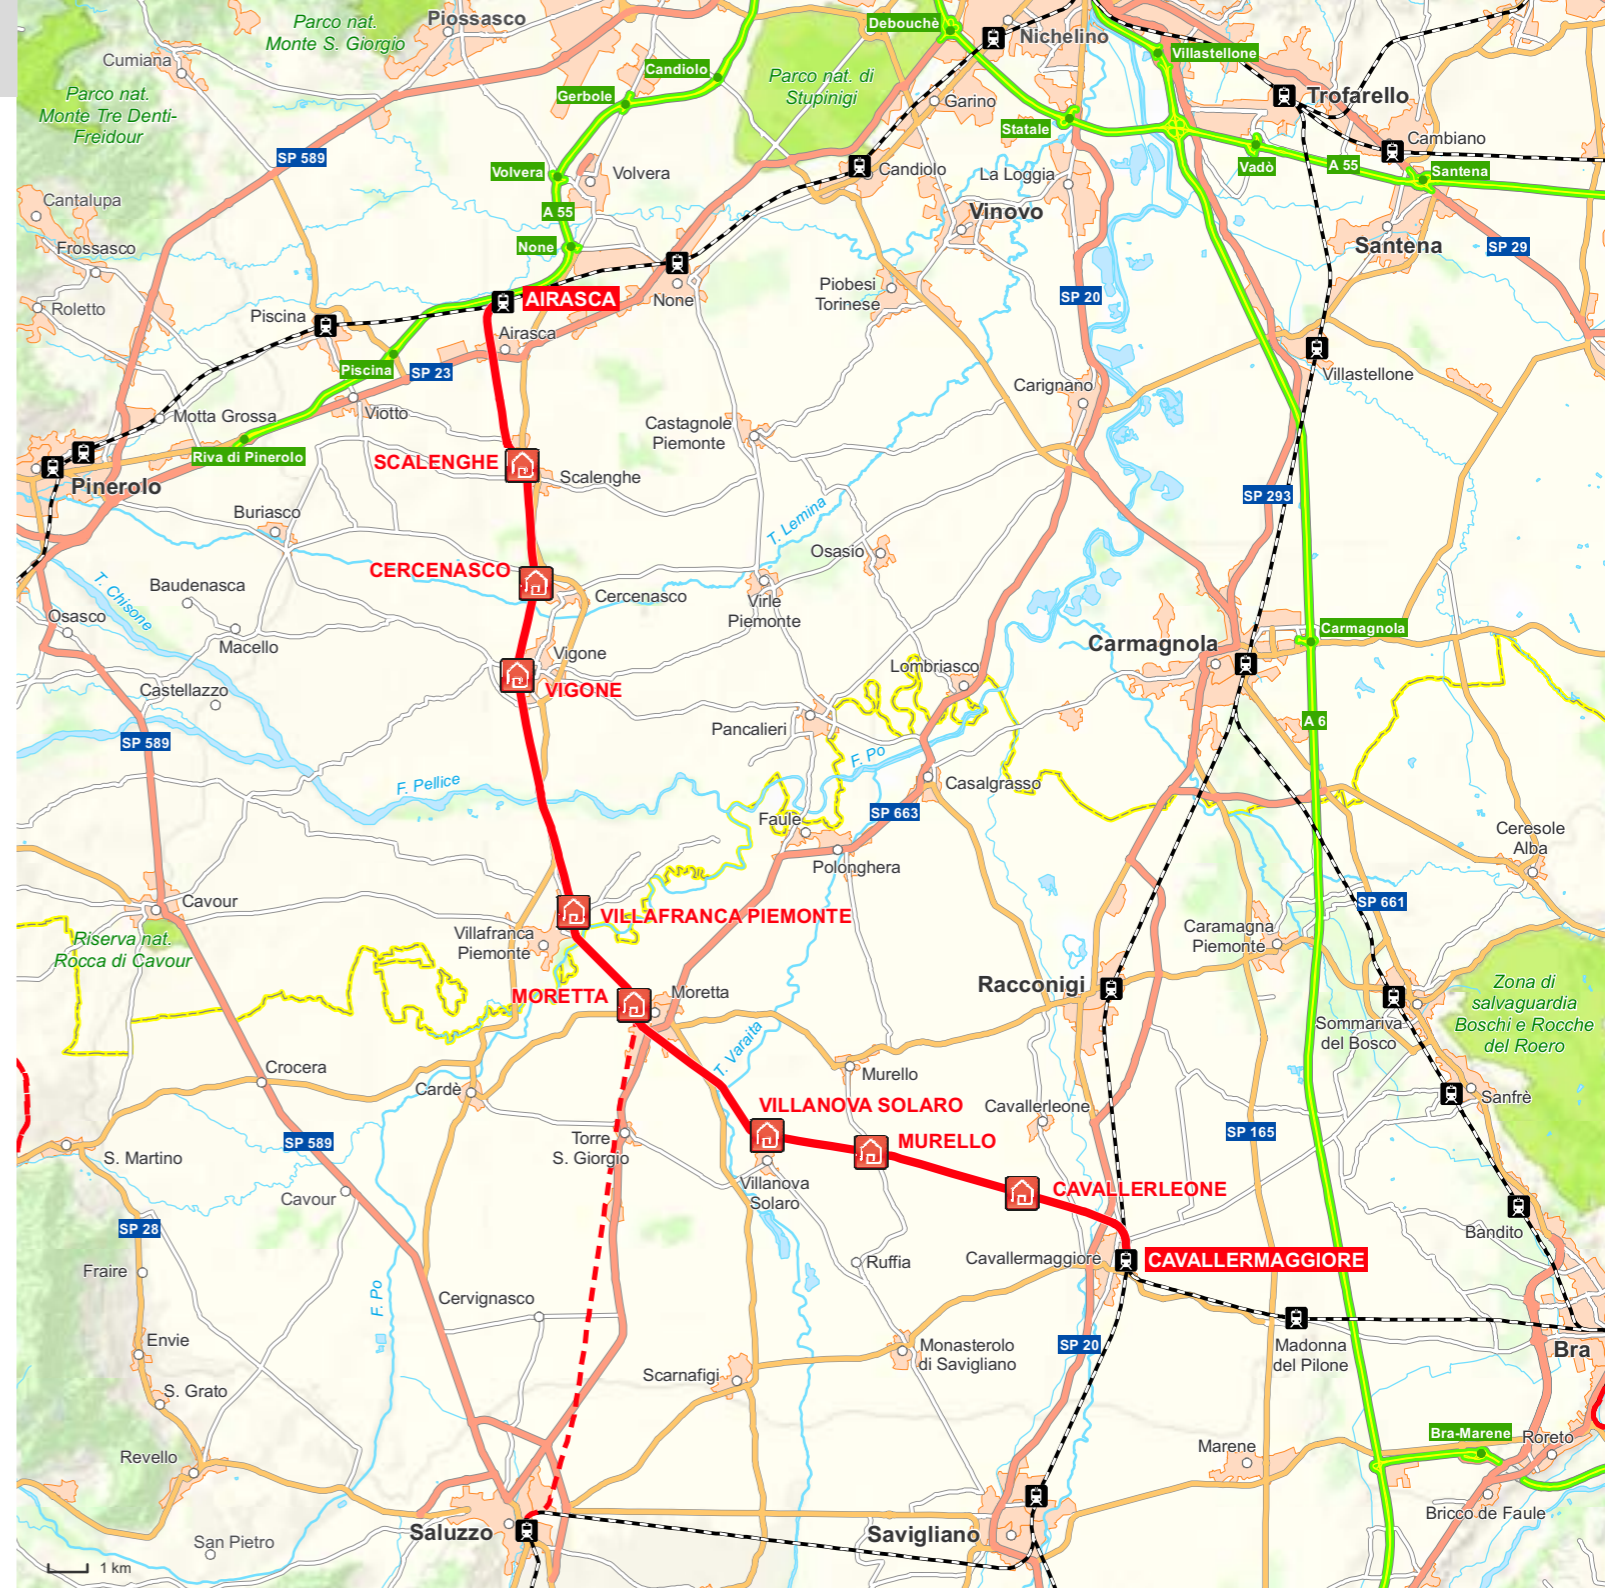 Piossasco
Parco nat.
Monte S. Giorgio
Debouchè
Nichelino
Villastellone
Cumiana
Candiolo
Parco nat. di
Stupinigi
Trofarello
Parco nat.
Monte Tre Denti-
Freidour
Gerbole
Garino
Statale
Cambiano
SP 589
Vadò
A 55
Santena
Volvera
Volvera
Candiolo
La Loggia
Cantalupa
A 55
Vinovo
Frossasco
None
Santena
SP 29
Piobesi
Torinese
SP 20
Roletto
Piscina
AIRASCA
None
Airasca
Piscina
SP 23
Villastellone
Carignano
Motta Grossa
Viotto
Castagnole
Piemonte
Riva di Pinerolo
SCALENGHE
Scalenghe
Pinerolo
SP 293
Buriasco
T. Lemina
Osasio
T. Chisone
Baudenasca
CERCENASCO
Cercenasco
Virle
Piemonte
Osasco
Macello
Carmagnola
Carmagnola
Vigone
VIGONE
Lombriasco
Castellazzo
Pancalieri
A 6
SP 589
F. Po
F. Pellice
Casalgrasso
SP 663
Faule
Polonghera
Ceresole
Alba
Cavour
SP 661
VILLAFRANCA PIEMONTE
Villafranca
Piemonte
Riserva nat.
Rocca di Cavour
Caramagna
Piemonte
Racconigi
Zona di
salvaguardia
Boschi e Rocche
del Roero
MORETTA
Moretta
Sommariva
del Bosco
T. Varaita
Crocera
Cardè
Murello
Sanfrè
VILLANOVA SOLARO
Cavallerleone
SP 589
Torre
S. Giorgio
MURELLO
SP 165
S. Martino
Villanova
Solaro
CAVALLERLEONE
Cavour
SP 28
Bandito
Fraire
Ruffia
Cavallermaggiore
CAVALLERMAGGIORE
F. Po
Cervignasco
Envie
Monasterolo
di Savigliano
SP 20
Madonna
del Pilone
Bra
Scarnafigi
S. Grato
Revello
Marene
Bra-Marene
Roreto
Bricco de Faule
Saluzzo
Savigliano
San Pietro
1 km